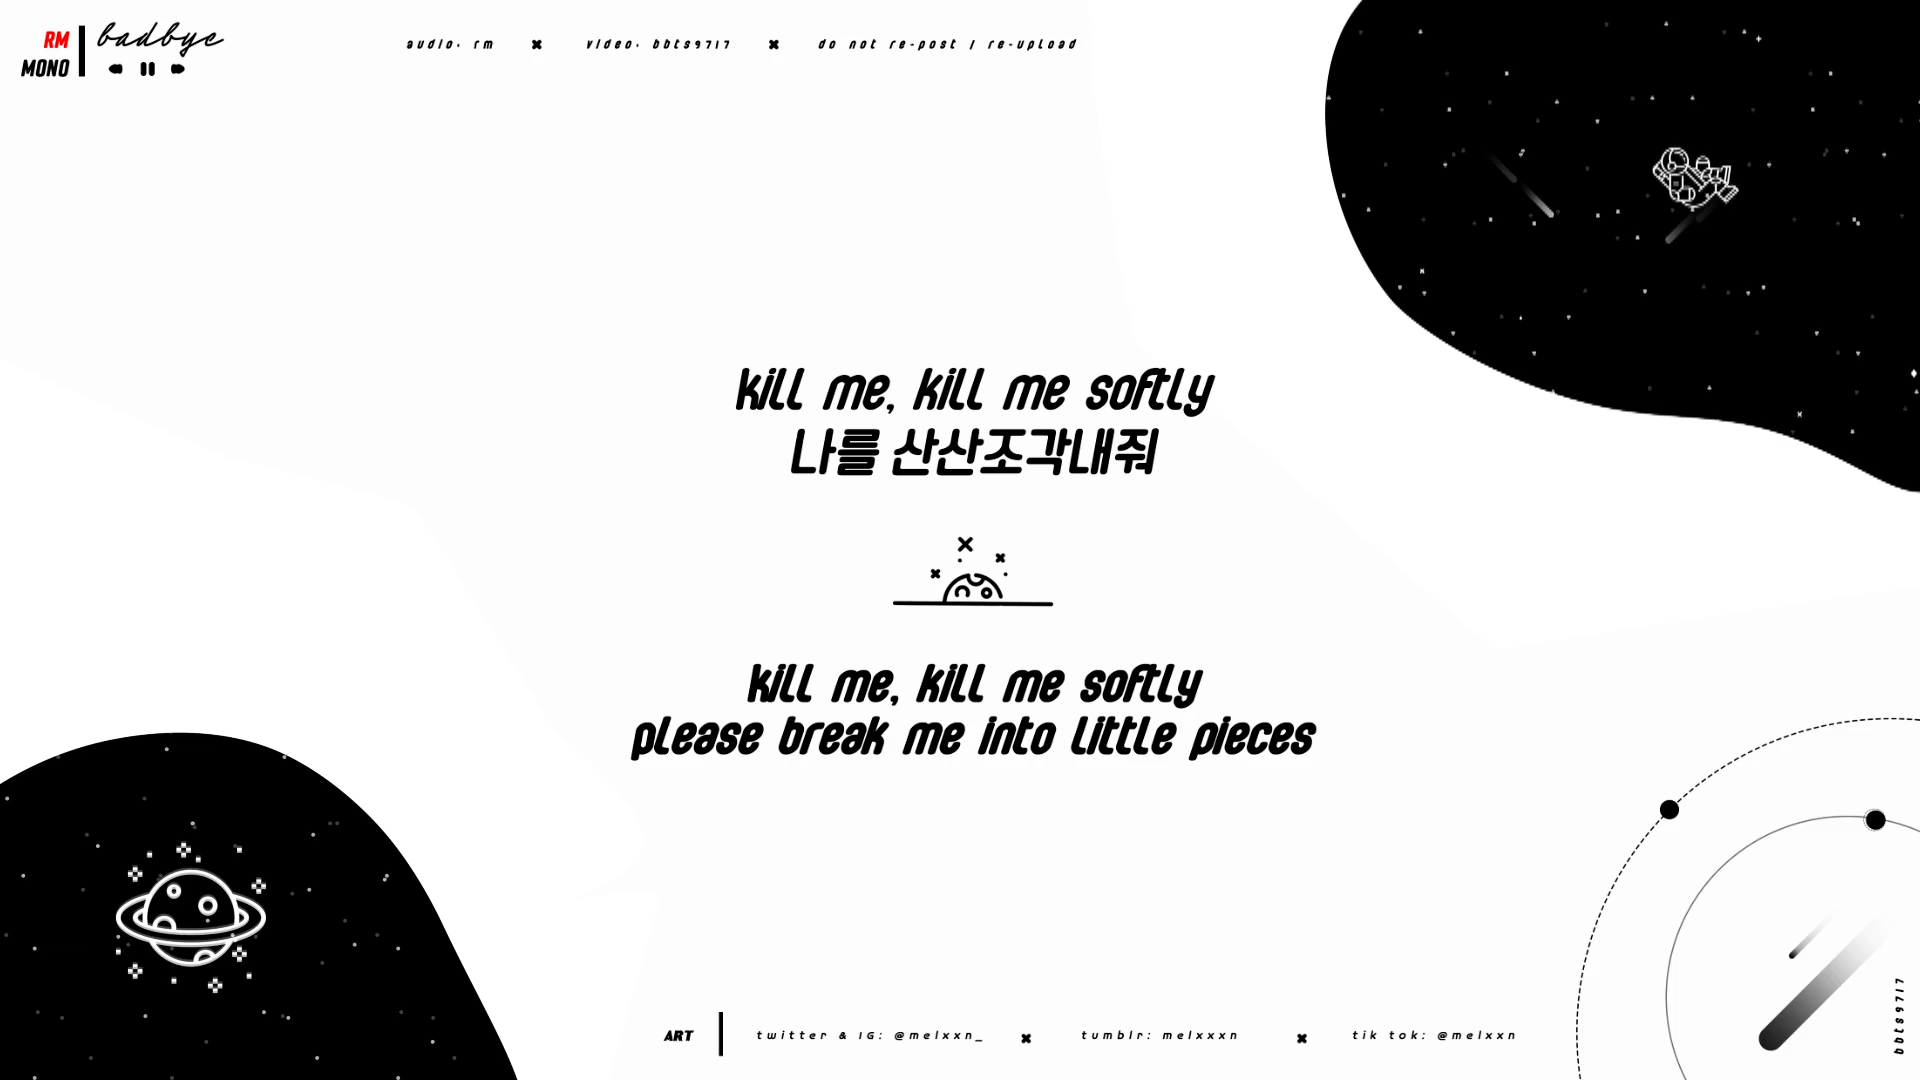 RM
MONO
badbye
audio. rm × video. bbts9717 × do not re-post / re-upload
kill me, kill me softly
나를 산산조각내줘
kill me, kill me softly
please break me into little pieces
ART twitter & IG: @melxxn_ × tumblr: melxxxn × tik tok: @melxxn
bbts9717